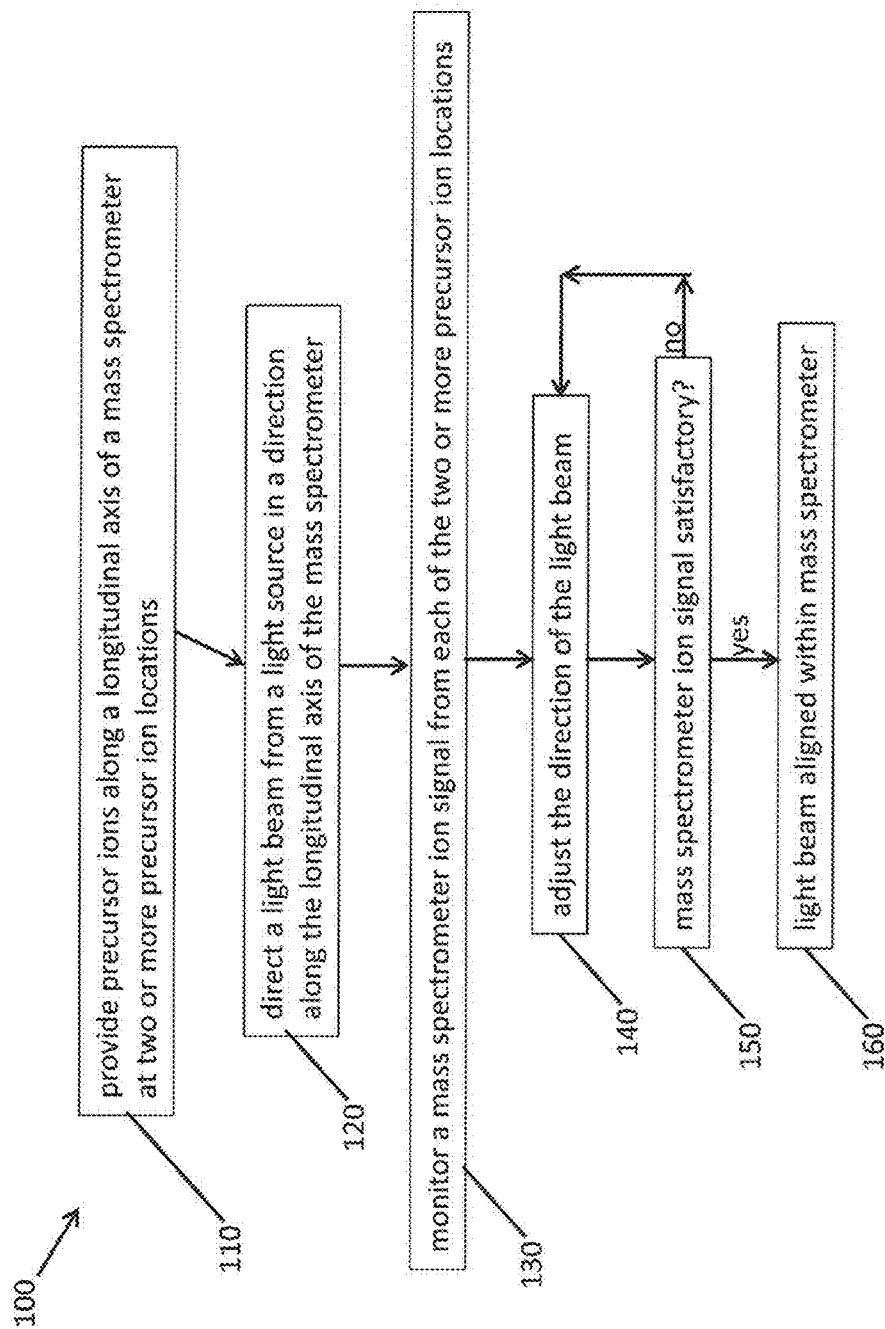 100
110
provide precursor ions along a longitudinal axis of a mass spectrometer
at two or more precursor ion locations
120
direct a light beam from a light source in a direction
along the longitudinal axis of the mass spectrometer
130
monitor a mass spectrometer ion signal from each of the two or more precursor ion locations
140
adjust the direction of the light beam
150
mass spectrometer ion signal satisfactory?
no
yes
160
light beam aligned within mass spectrometer